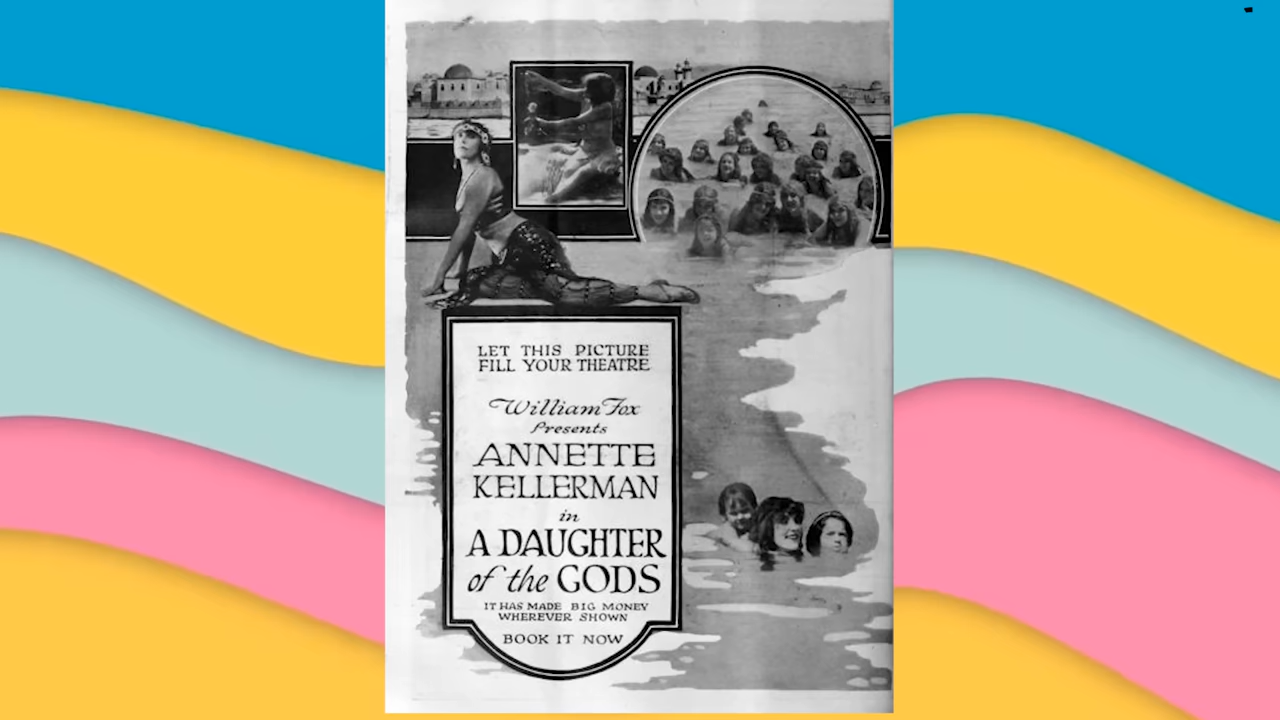 LET THIS PICTURE
FILL YOUR THEATRE
William Fox
Presents
ANNETTE
KELLERMAN
in
A DAUGHTER
of the GODS
IT HAS MADE BIG MONEY
WHEREVER SHOWN
BOOK IT NOW